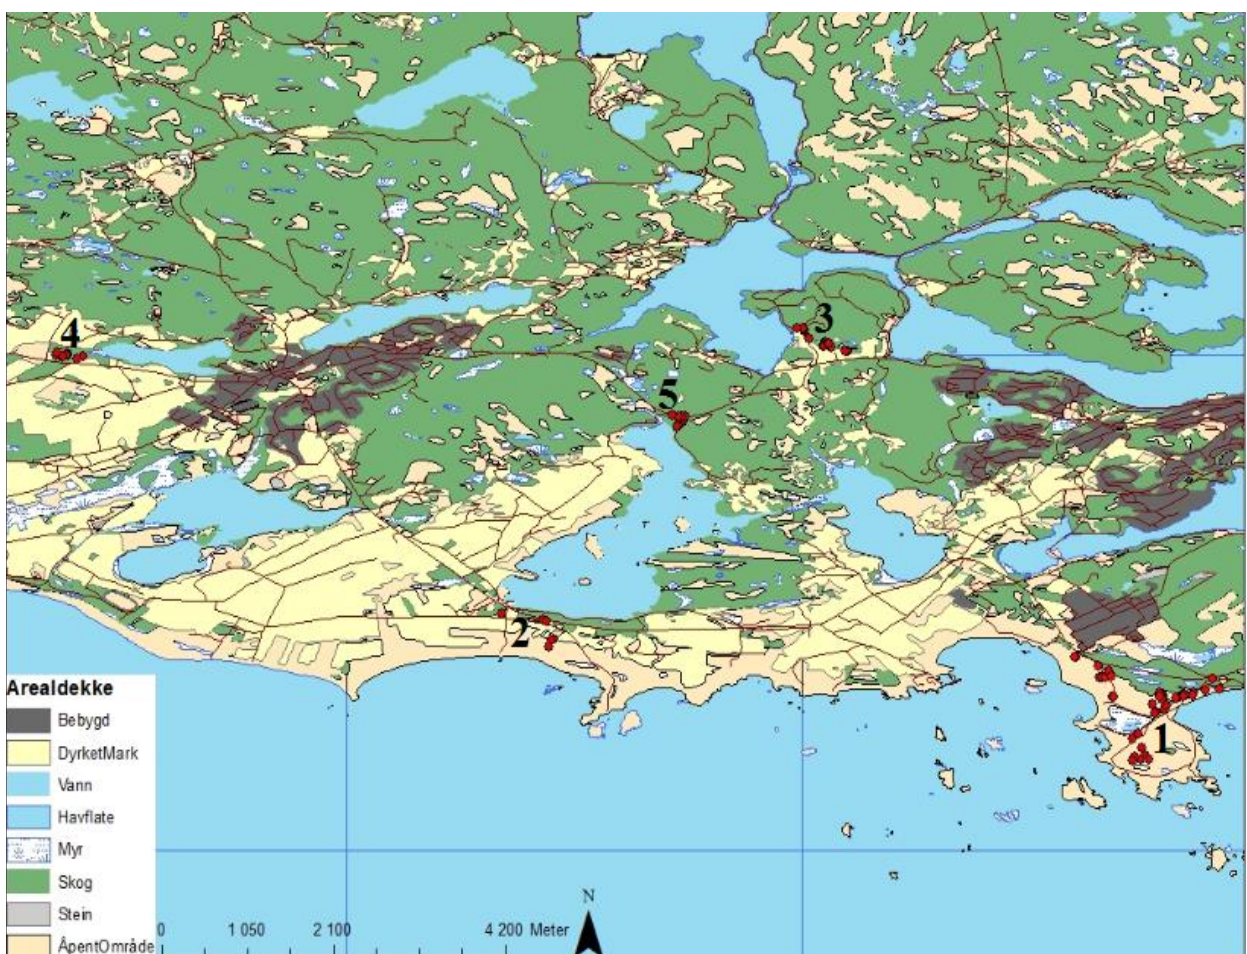 3
4
5
2
1
Arealdekke
Bebygd
DyrketMark
Vann
Havflate
Myr
Skog
Stein
ÅpentOmråde
N
0 1 050 2 100 4 200 Meter